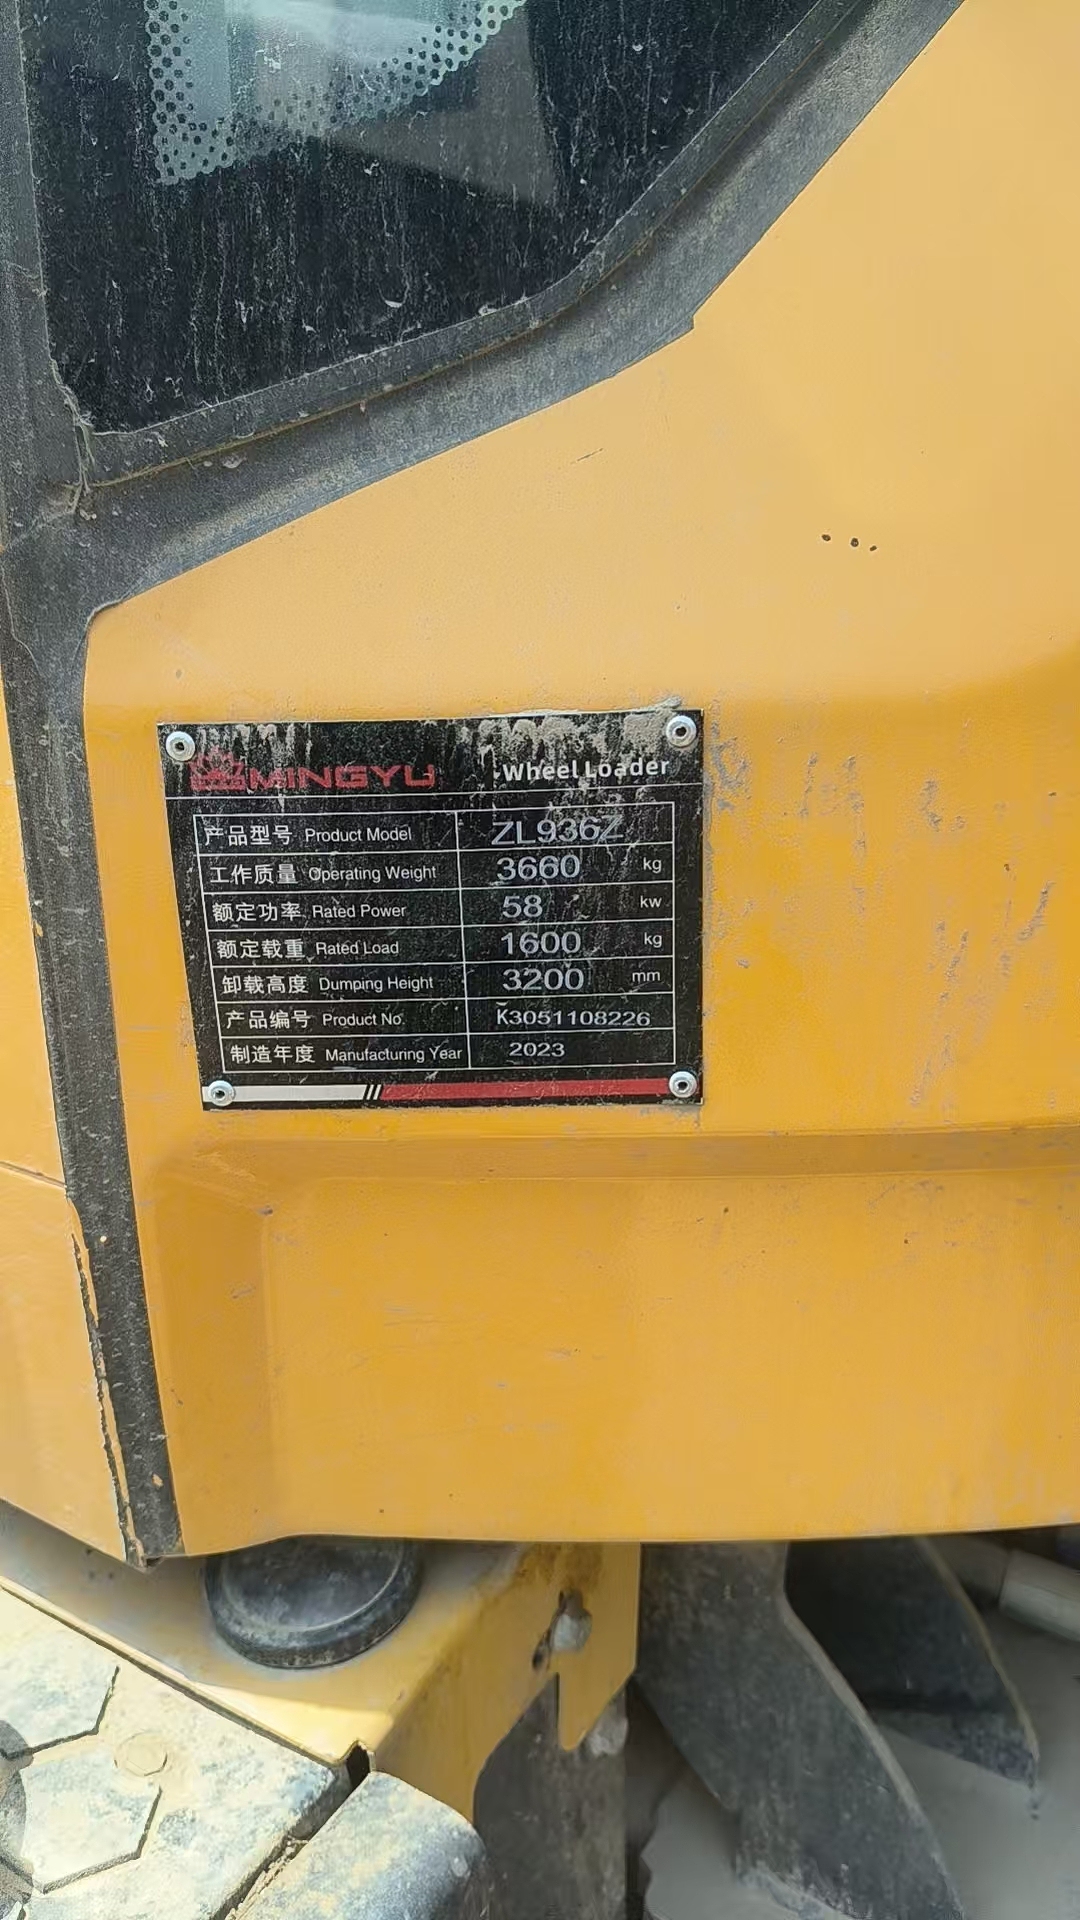 MINGYU Wheel Loader
产品型号 Product Model ZL936Z
工作质量 Operating Weight 3660 kg
额定功率 Rated Power 58 kw
额定载重 Rated Load 1600 kg
卸载高度 Dumping Height 3200 mm
产品编号 Product No. K3051108226
制造年度 Manufacturing Year 2023